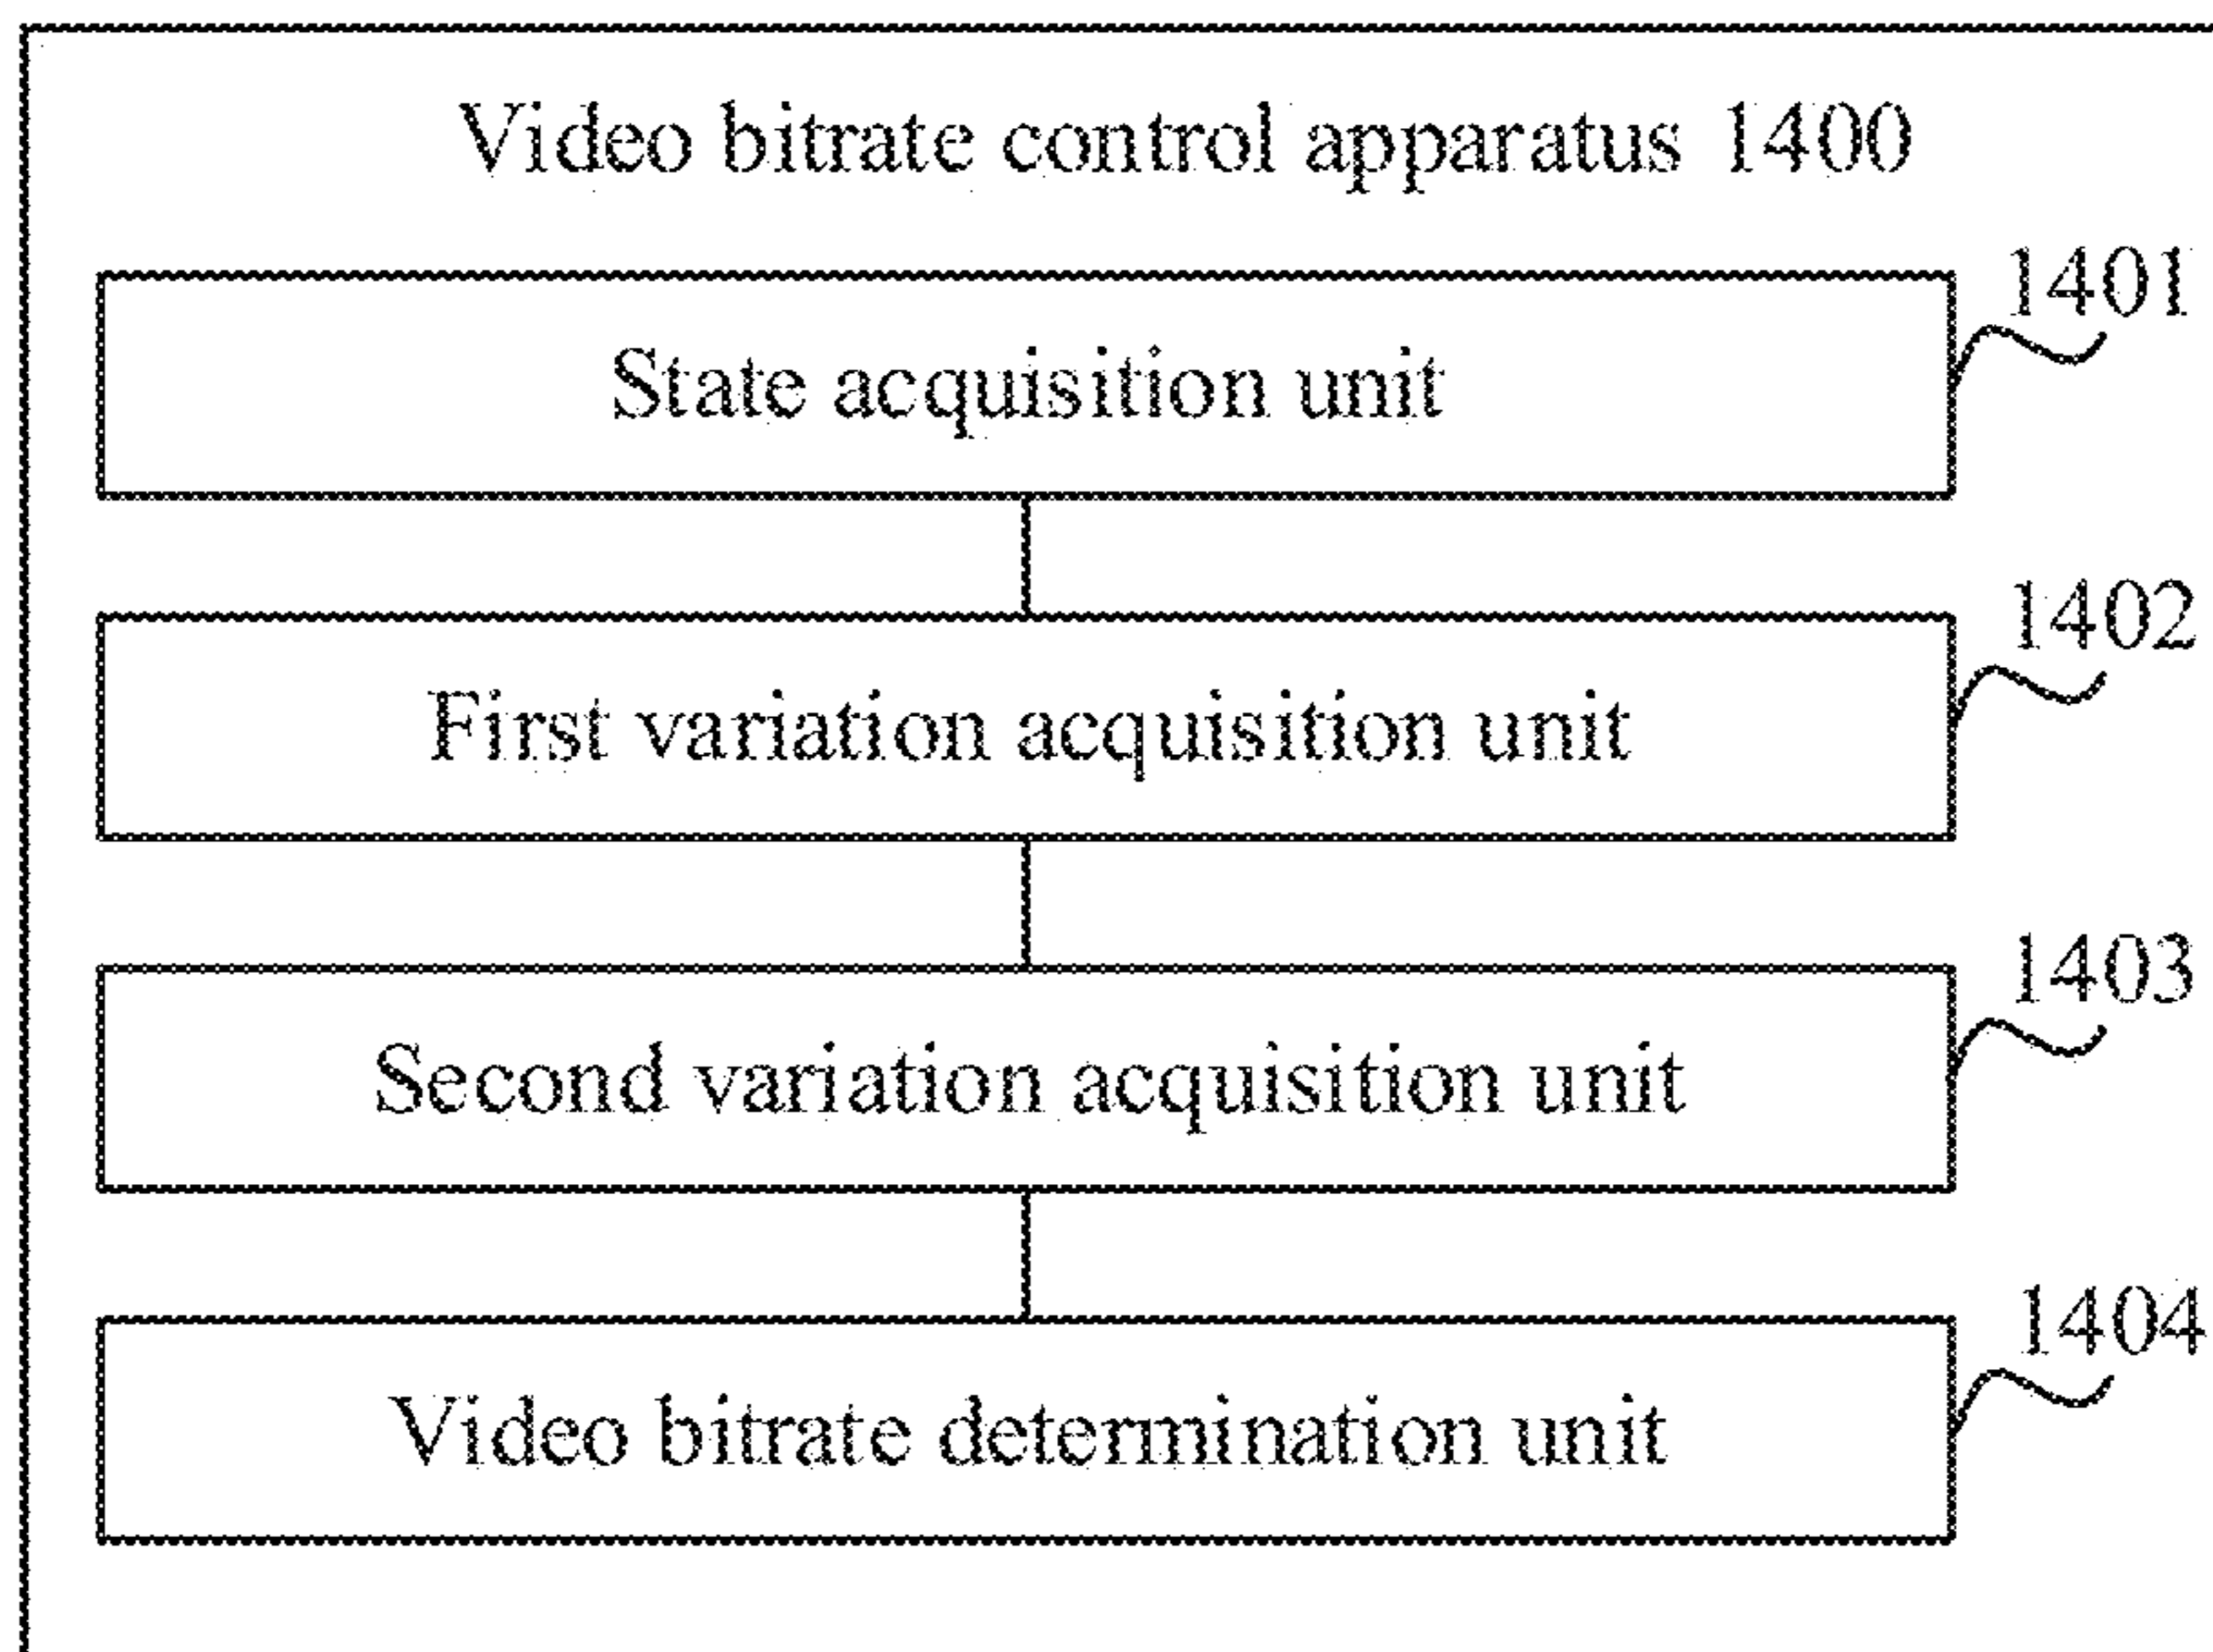 Video bitrate control apparatus 1400
1401
State acquisition unit
1402
First variation acquisition unit
1403
Second variation acquisition unit
1404
Video bitrate determination unit